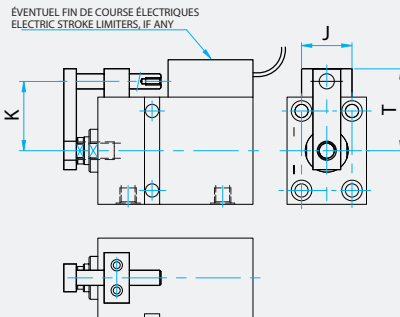 ÉVENTUEL FIN DE COURSE ÉLECTRIQUES
ELECTRIC STROKE LIMITERS, IF ANY
J
K
T